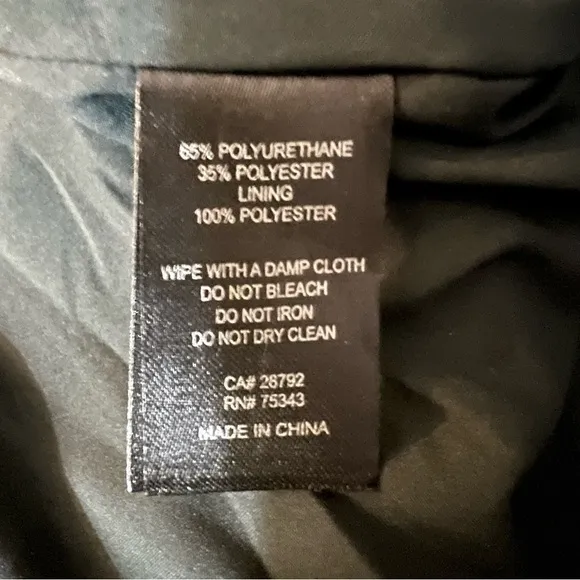 65% POLYURETHANE
35% POLYESTER
LINING
100% POLYESTER
WIPE WITH A DAMP CLOTH
DO NOT BLEACH
DO NOT IRON
DO NOT DRY CLEAN
CA# 28792
RN# 75343
MADE IN CHINA